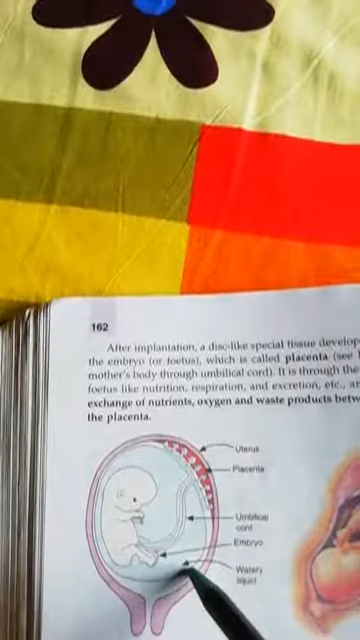 162
After implantation, a disc-like special tissue develop
the embryo (or foetus), which is called placenta (see
mother's body through umbilical cord). It is through the
foetus like nutrition, respiration, and excretion, etc., ar
exchange of nutrients, oxygen and waste products betw
the placenta.
Uterus
Placenta
Umbilical
cord
Embryo
Watery
liquid